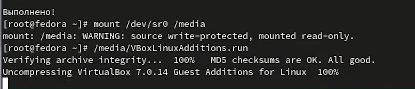 Выполнено!
[root@fedora ~]# mount /dev/sr0 /media
mount: /media: WARNING: source write-protected, mounted read-only.
[root@fedora ~]# /media/VBoxLinuxAdditions.run
Verifying archive integrity...  100%   MD5 checksums are OK. All good.
Uncompressing VirtualBox 7.0.14 Guest Additions for Linux  100%